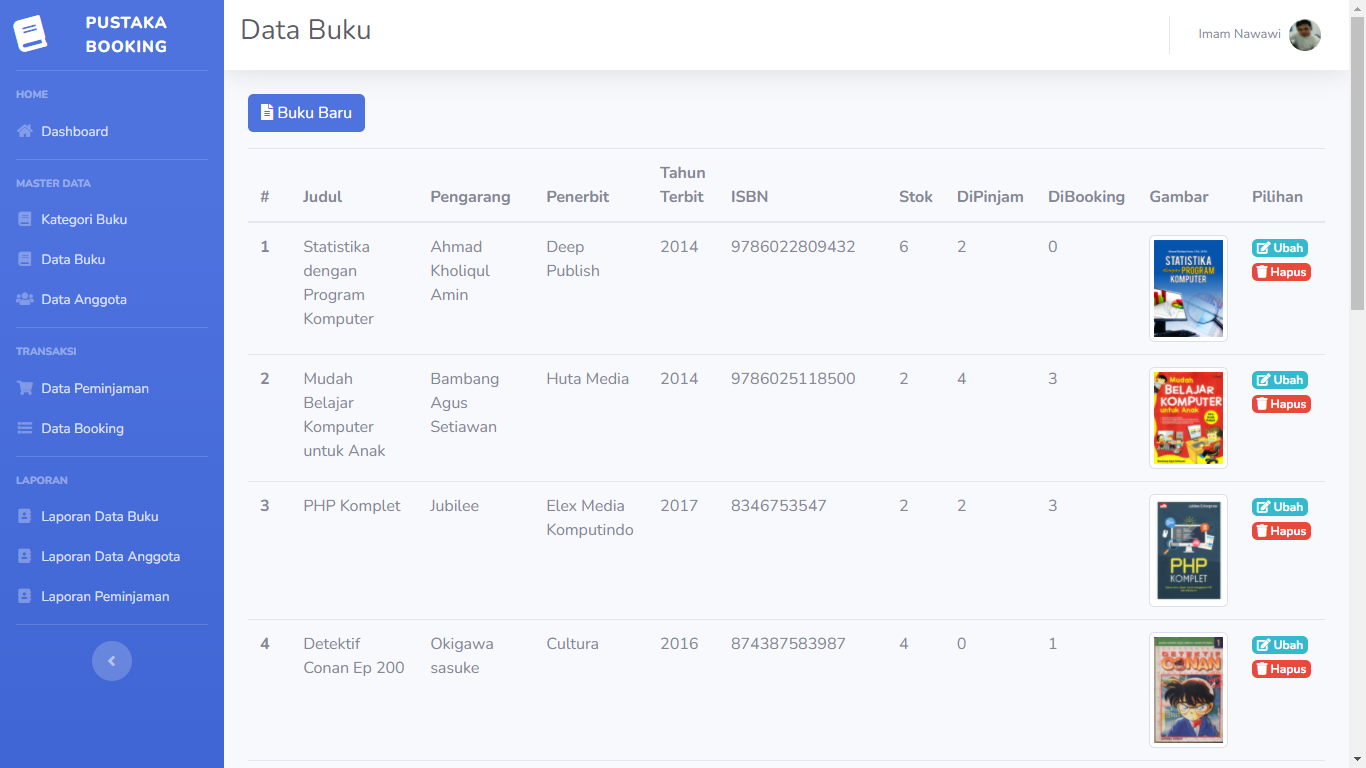 PUSTAKA
BOOKING
HOME
Dashboard
MASTER DATA
Kategori Buku
Data Buku
Data Anggota
TRANSAKSI
Data Peminjaman
Data Booking
LAPORAN
Laporan Data Buku
Laporan Data Anggota
Laporan Peminjaman
Data Buku
Imam Nawawi
Buku Baru
# Judul Pengarang Penerbit Tahun Terbit ISBN Stok DiPinjam DiBooking Gambar Pilihan
1 Statistika dengan Program Komputer Ahmad Kholiqul Amin Deep Publish 2014 9786022809432 6 2 0
STATISTIKA
dengan PROGRAM
KOMPUTER
Ubah
Hapus
2 Mudah Belajar Komputer untuk Anak Bambang Agus Setiawan Huta Media 2014 9786025118500 2 4 3
Mudah
BELAJAR
KOMPUTER
untuk Anak
Ubah
Hapus
3 PHP Komplet Jubilee Elex Media Komputindo 2017 8346753547 2 2 3
PHP
KOMPLET
Ubah
Hapus
4 Detektif Conan Ep 200 Okigawa sasuke Cultura 2016 874387583987 4 0 1
DETEKTIF
CONAN
Ubah
Hapus